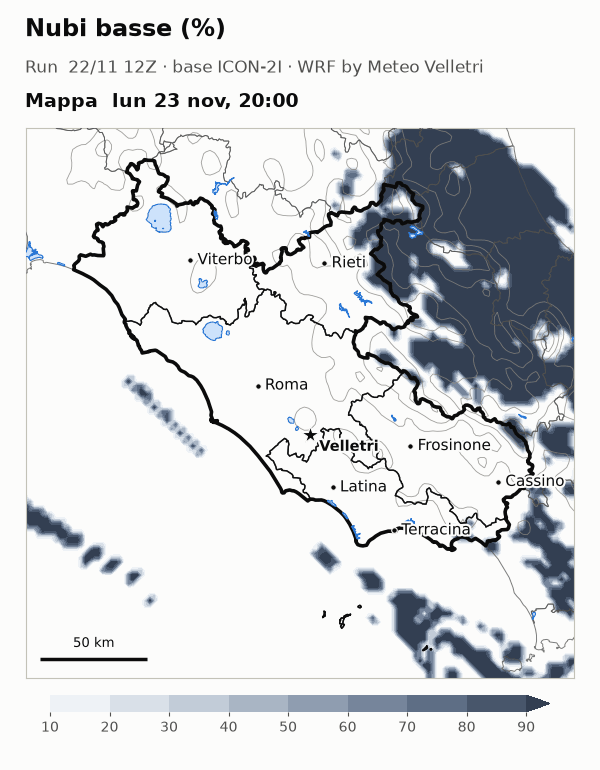 Nubi basse (%)
Run  22/11 12Z · base ICON-2I · WRF by Meteo Velletri
Mappa  lun 23 nov, 20:00
Viterbo
Rieti
Roma
Velletri
Frosinone
Cassino
Latina
Terracina
50 km
10 20 30 40 50 60 70 80 90